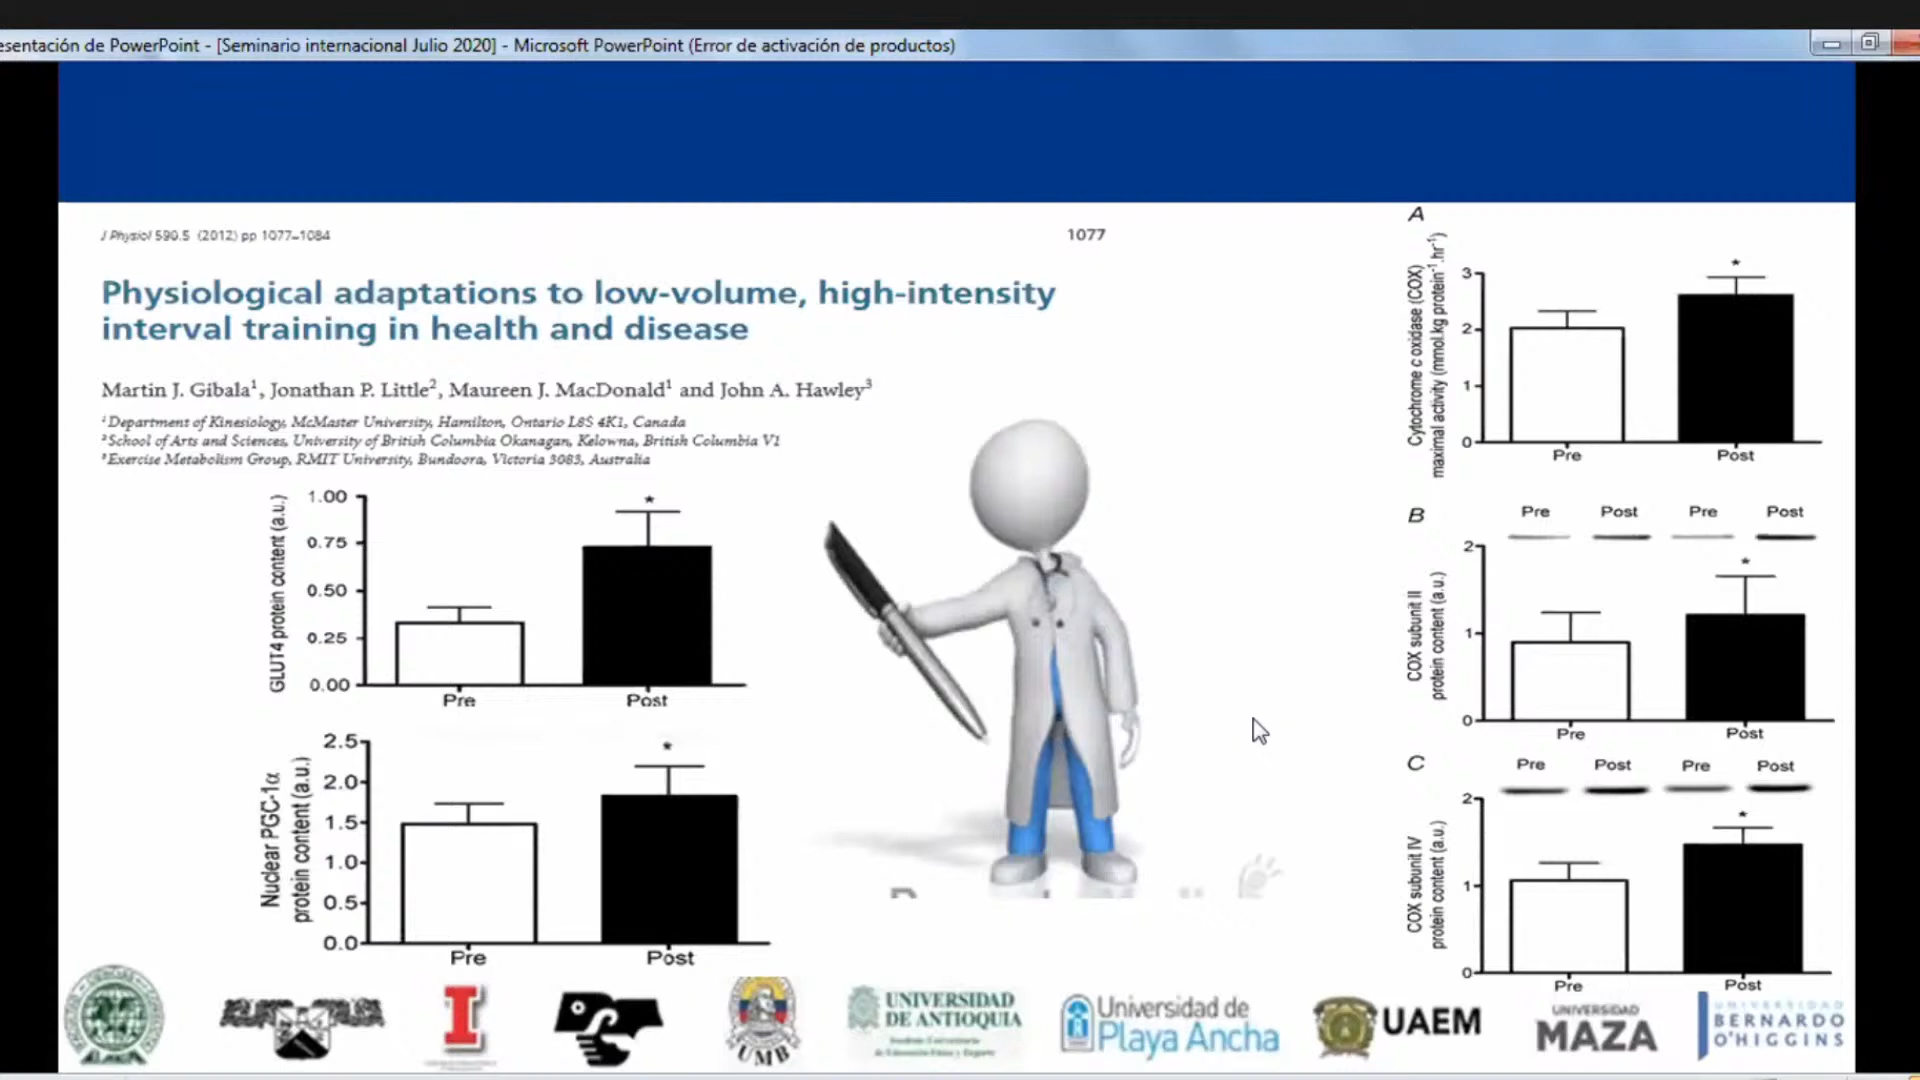 esentación de PowerPoint - [Seminario internacional Julio 2020] - Microsoft PowerPoint (Error de activación de productos)
J Physiol 590.5 (2012) pp 1077–1084
1077
Physiological adaptations to low-volume, high-intensity
interval training in health and disease
Martin J. Gibala1, Jonathan P. Little2, Maureen J. MacDonald1 and John A. Hawley3
1Department of Kinesiology, McMaster University, Hamilton, Ontario L8S 4K1, Canada
2School of Arts and Sciences, University of British Columbia Okanagan, Kelowna, British Columbia V1
3Exercise Metabolism Group, RMIT University, Bundoora, Victoria 3083, Australia
GLUT4 protein content (a.u.)
1.00
0.75
0.50
0.25
0.00
*
Pre Post
Nuclear PGC-1α
protein content (a.u.)
2.5
2.0
1.5
1.0
0.5
0.0
*
Pre Post
A
Cytochrome c oxidase (COX)
maximal activity (mmol.kg protein-1.hr-1)
3
2
1
0
*
Pre Post
B
Pre Post Pre Post
COX subunit II
protein content (a.u.)
2
1
0
*
Pre Post
C
Pre Post Pre Post
COX subunit IV
protein content (a.u.)
2
1
0
*
Pre Post
I
UMB
UNIVERSIDAD
DE ANTIOQUIA
Instituto Universitario
de Educación Física y Deporte
Universidad de
Playa Ancha
UAEM
UNIVERSIDAD
MAZA
UNIVERSIDAD
BERNARDO
O'HIGGINS